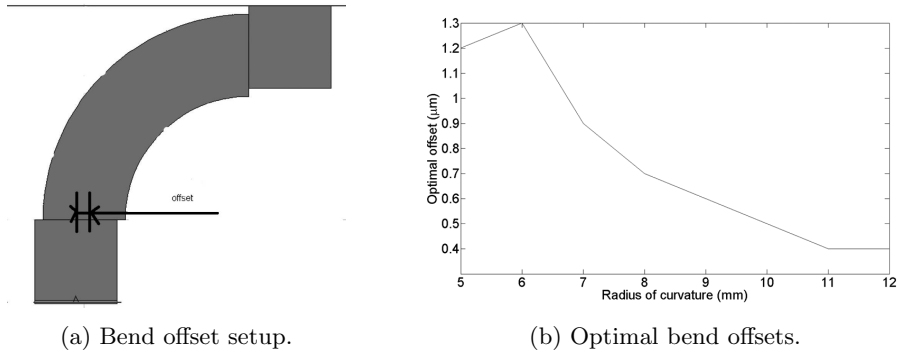 offset
(a) Bend offset setup.
1.3
1.2
1.1
1
0.9
0.8
0.7
0.6
0.5
0.4
Optimal offset (μm)
5 6 7 8 9 10 11 12
Radius of curvature (mm)
(b) Optimal bend offsets.